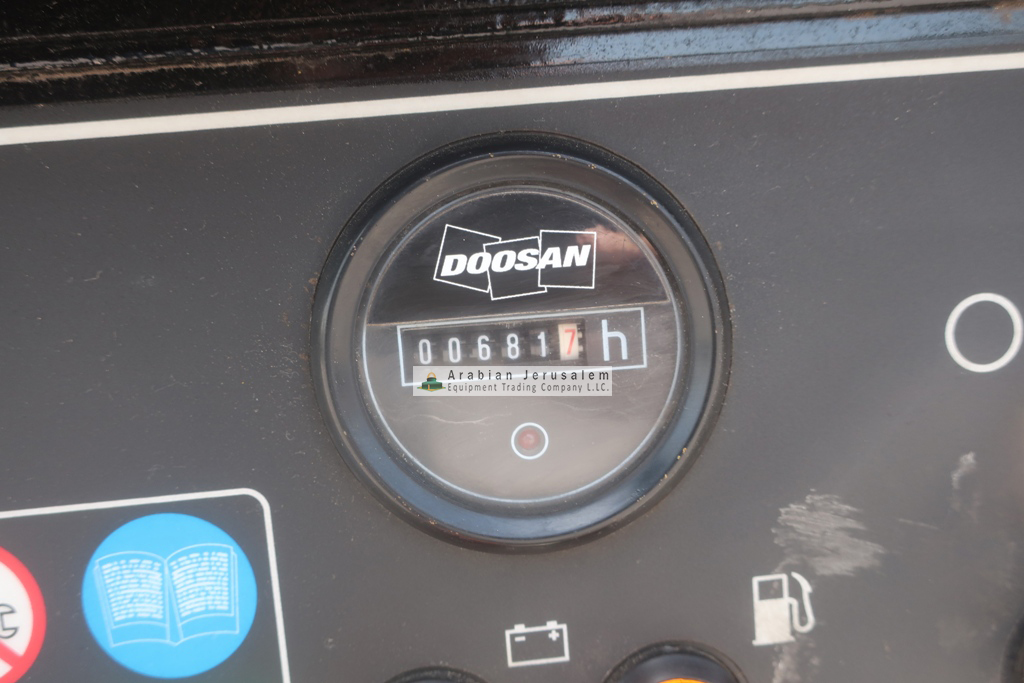 DOOSAN
006817 h
Arabian Jerusalem
Equipment Trading Company L.L.C.